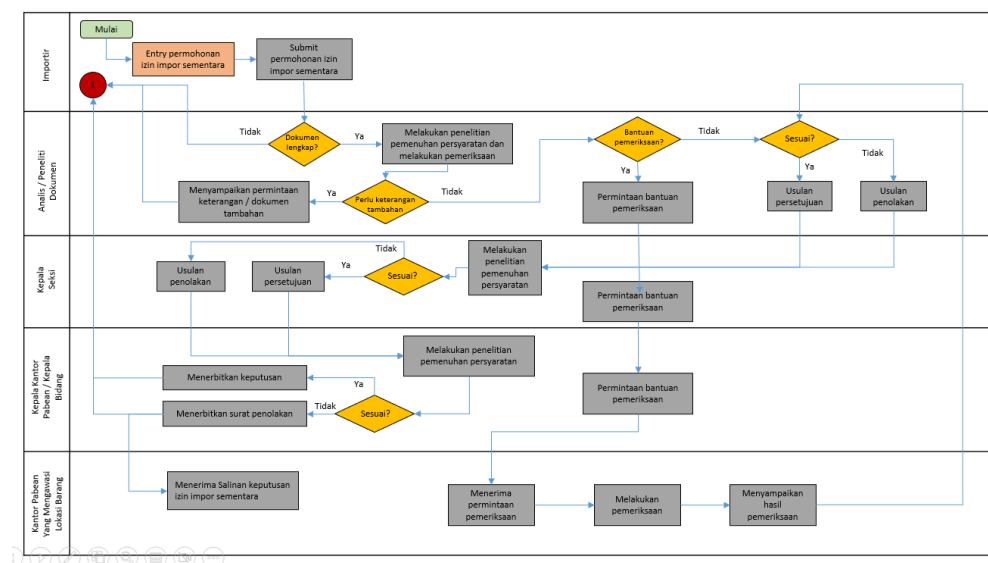 Importir
Mulai
Entry permohonan
izin impor sementara
Submit
permohonan izin
impor sementara
1
Analis / Peneliti
Dokumen
Tidak
Dokumen
lengkap?
Ya
Melakukan penelitian
pemenuhan persyaratan dan
melakukan pemeriksaan
Bantuan
pemeriksaan?
Tidak
Sesuai?
Ya
Tidak
Menyampaikan permintaan
keterangan / dokumen
tambahan
Ya
Perlu keterangan
tambahan
Tidak
Ya
Permintaan bantuan
pemeriksaan
Usulan
persetujuan
Usulan
penolakan
Kepala
Seksi
Usulan
penolakan
Usulan
persetujuan
Ya
Tidak
Sesuai?
Melakukan
penelitian
pemenuhan
persyaratan
Permintaan bantuan
pemeriksaan
Kepala Kantor
Pabean / Kepala
Bidang
Melakukan penelitian
pemenuhan persyaratan
Menerbitkan keputusan
Ya
Menerbitkan surat penolakan
Tidak
Sesuai?
Permintaan bantuan
pemeriksaan
Kantor Pabean
Yang Mengawasi
Lokasi Barang
Menerima Salinan keputusan
izin impor sementara
Menerima
permintaan
pemeriksaan
Melakukan
pemeriksaan
Menyampaikan
hasil
pemeriksaan